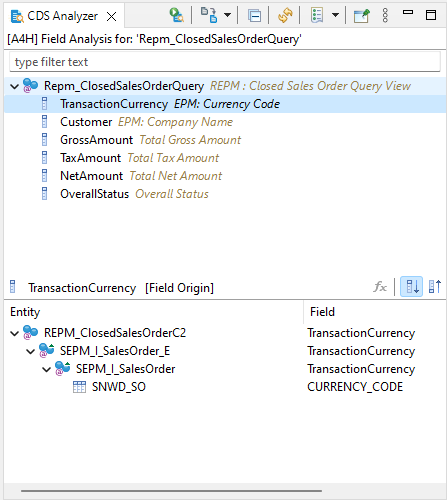 CDS Analyzer
[A4H] Field Analysis for: 'Repm_ClosedSalesOrderQuery'
type filter text
Repm_ClosedSalesOrderQuery REPM : Closed Sales Order Query View
TransactionCurrency EPM: Currency Code
Customer EPM: Company Name
GrossAmount Total Gross Amount
TaxAmount Total Tax Amount
NetAmount Total Net Amount
OverallStatus Overall Status
TransactionCurrency [Field Origin] fx
Entity Field
REPM_ClosedSalesOrderC2 TransactionCurrency
SEPM_I_SalesOrder_E TransactionCurrency
SEPM_I_SalesOrder TransactionCurrency
SNWD_SO CURRENCY_CODE